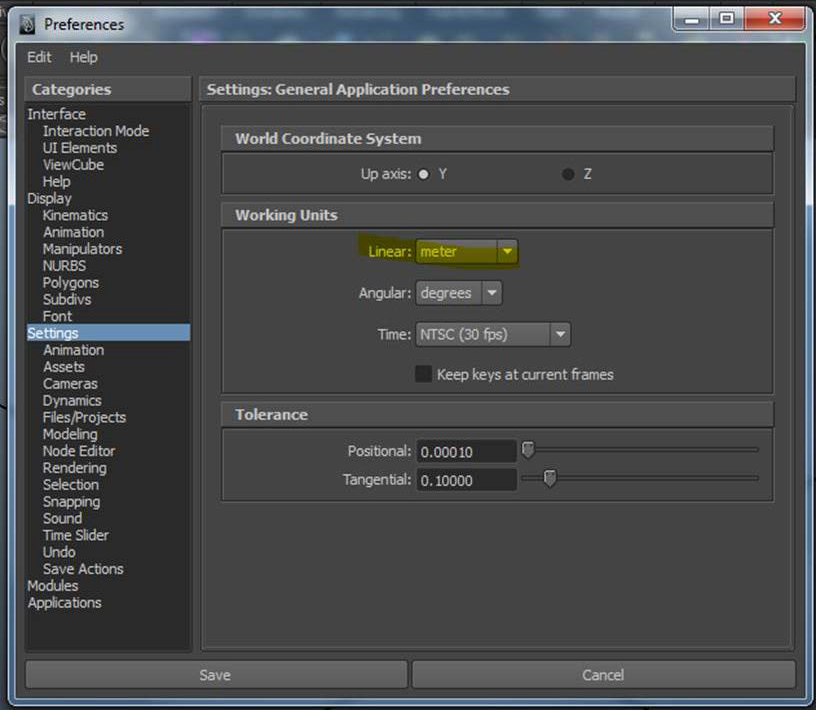 Preferences
Edit Help
Categories
Interface
Interaction Mode
UI Elements
ViewCube
Help
Display
Kinematics
Animation
Manipulators
NURBS
Polygons
Subdivs
Font
Settings
Animation
Assets
Cameras
Dynamics
Files/Projects
Modeling
Node Editor
Rendering
Selection
Snapping
Sound
Time Slider
Undo
Save Actions
Modules
Applications
Settings: General Application Preferences
World Coordinate System
Up axis: Y Z
Working Units
Linear: meter
Angular: degrees
Time: NTSC (30 fps)
Keep keys at current frames
Tolerance
Positional: 0.00010
Tangential: 0.10000
Save Cancel